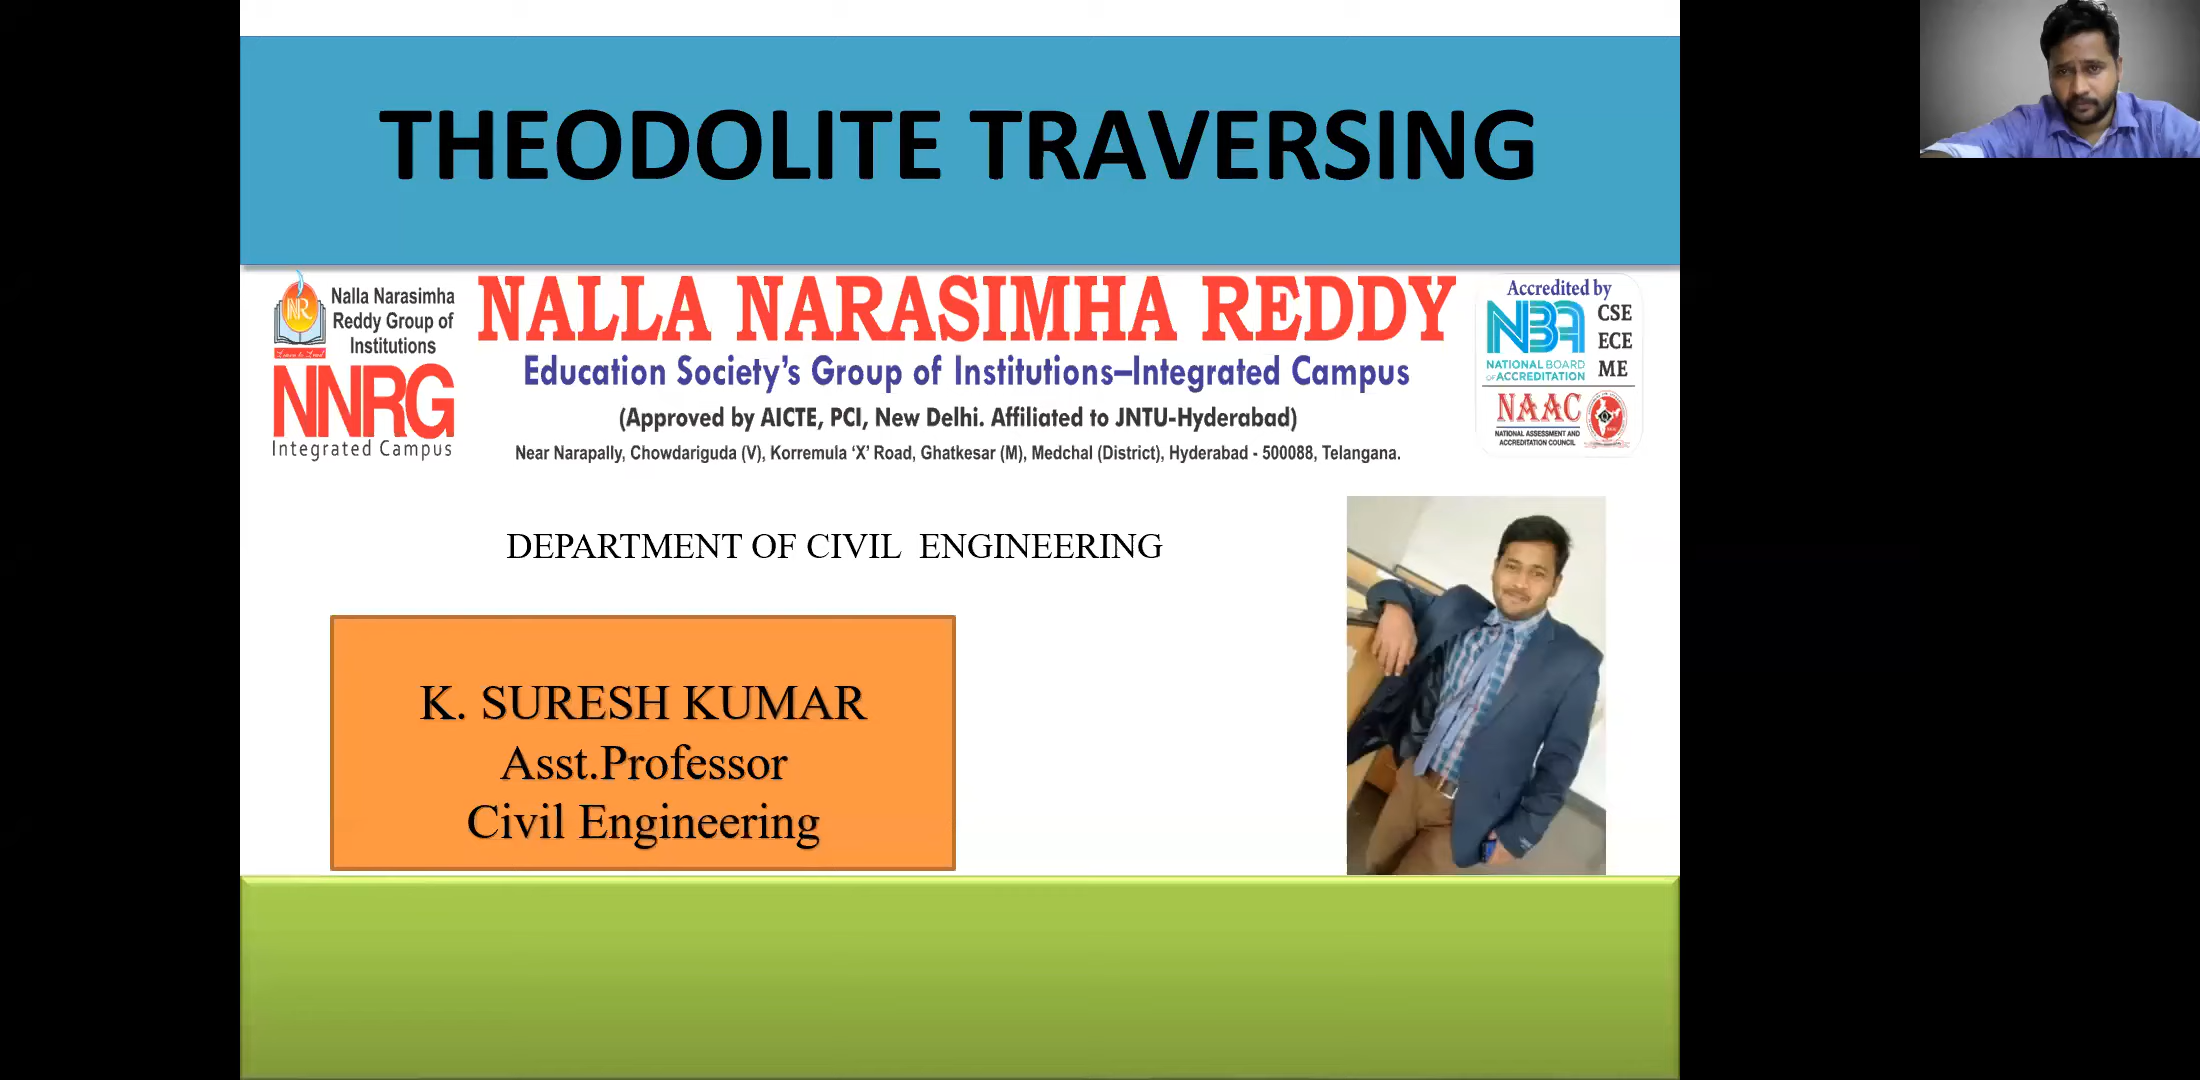 THEODOLITE TRAVERSING
Nalla Narasimha
Reddy Group of
Institutions
NNRG
Integrated Campus
NALLA NARASIMHA REDDY
Education Society's Group of Institutions–Integrated Campus
(Approved by AICTE, PCI, New Delhi. Affiliated to JNTU-Hyderabad)
Near Narapally, Chowdariguda (V), Korremula 'X' Road, Ghatkesar (M), Medchal (District), Hyderabad - 500088, Telangana.
Accredited by
NBA
NATIONAL BOARD
OF ACCREDITATION
CSE
ECE
ME
NAAC
NATIONAL ASSESSMENT AND
ACCREDITATION COUNCIL
DEPARTMENT OF CIVIL ENGINEERING
K. SURESH KUMAR
Asst.Professor
Civil Engineering